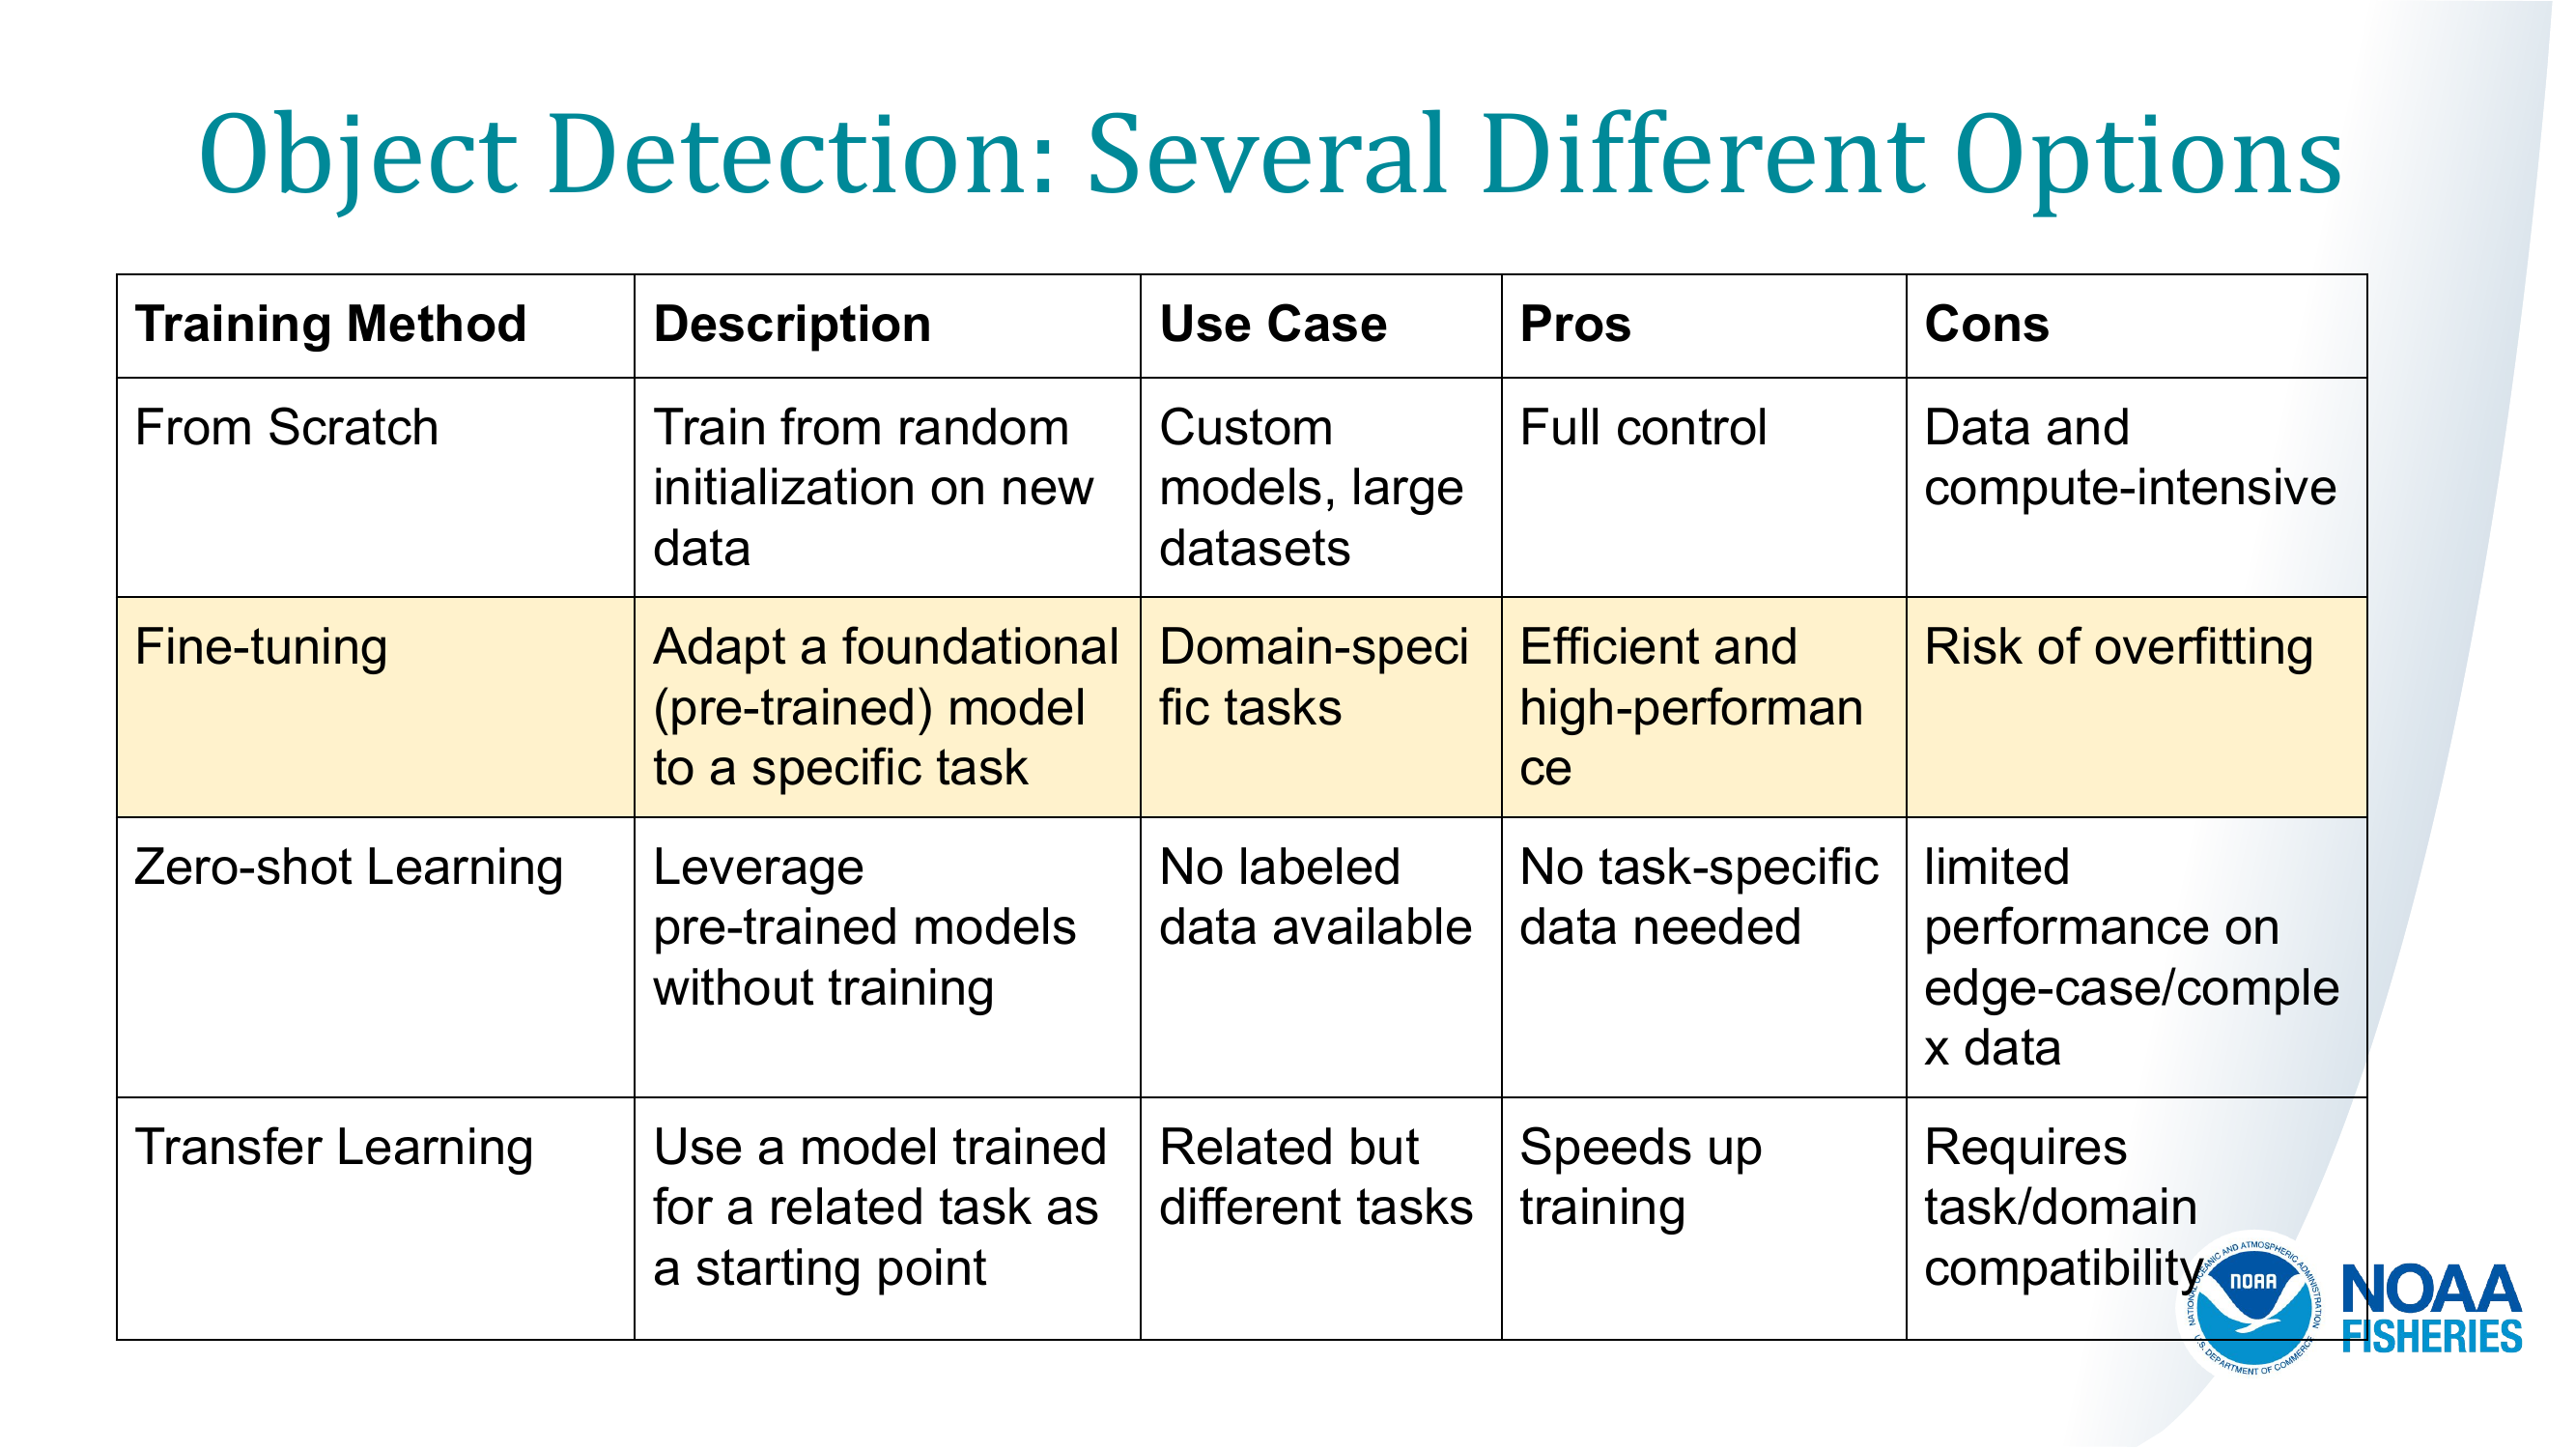 Object Detection: Several Different Options
Training Method
Description
Use Case
Pros
Cons
From Scratch
Train from random
initialization on new
data
Custom
models, large
datasets
Full control
Data and
compute-intensive
Fine-tuning
Adapt a foundational
(pre-trained) model
to a specific task
Domain-speci
fic tasks
Efficient and
high-performan
ce
Risk of overfitting
Zero-shot Learning
Leverage
pre-trained models
without training
No labeled
data available
No task-specific
data needed
limited
performance on
edge-case/comple
x data
Transfer Learning
Use a model trained
for a related task as
a starting point
Related but
different tasks
Speeds up
training
Requires
task/domain
compatibility
NATIONAL OCEANIC AND ATMOSPHERIC ADMINISTRATION
NOAA
U.S. DEPARTMENT OF COMMERCE
NOAA
FISHERIES